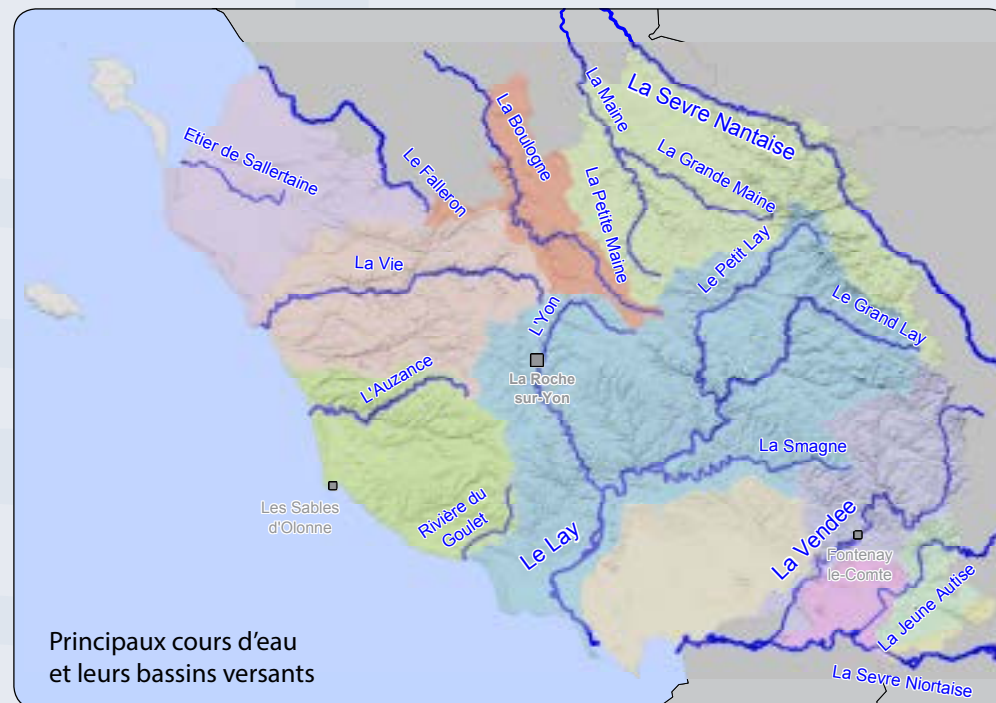 La Sevre Nantaise
La Maine
La Boulogne
La Grande Maine
Etier de Sallertaine
Le Falleron
La Petite Maine
Le Petit Lay
La Vie
Le Grand Lay
L'Yon
La Roche
sur-Yon
L'Auzance
La Smagne
Les Sables
d'Olonne
Rivière du
Goulet
Le Lay
La Vendee
Fontenay
le-Comte
La Jeune Autise
La Sevre Niortaise
Principaux cours d'eau
et leurs bassins versants